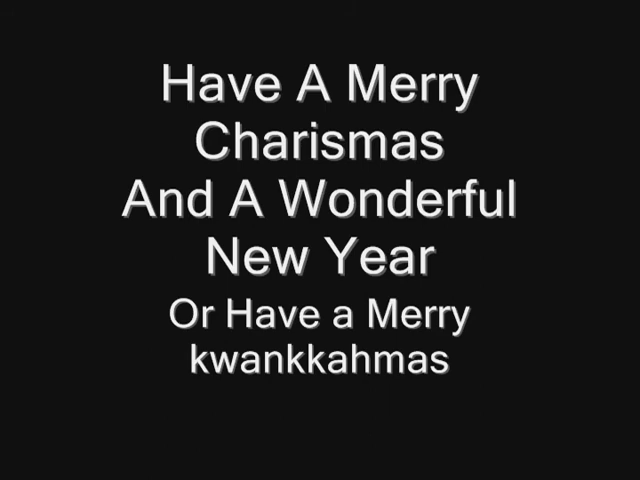 Have A Merry
Charismas
And A Wonderful
New Year
Or Have a Merry
kwankkahmas